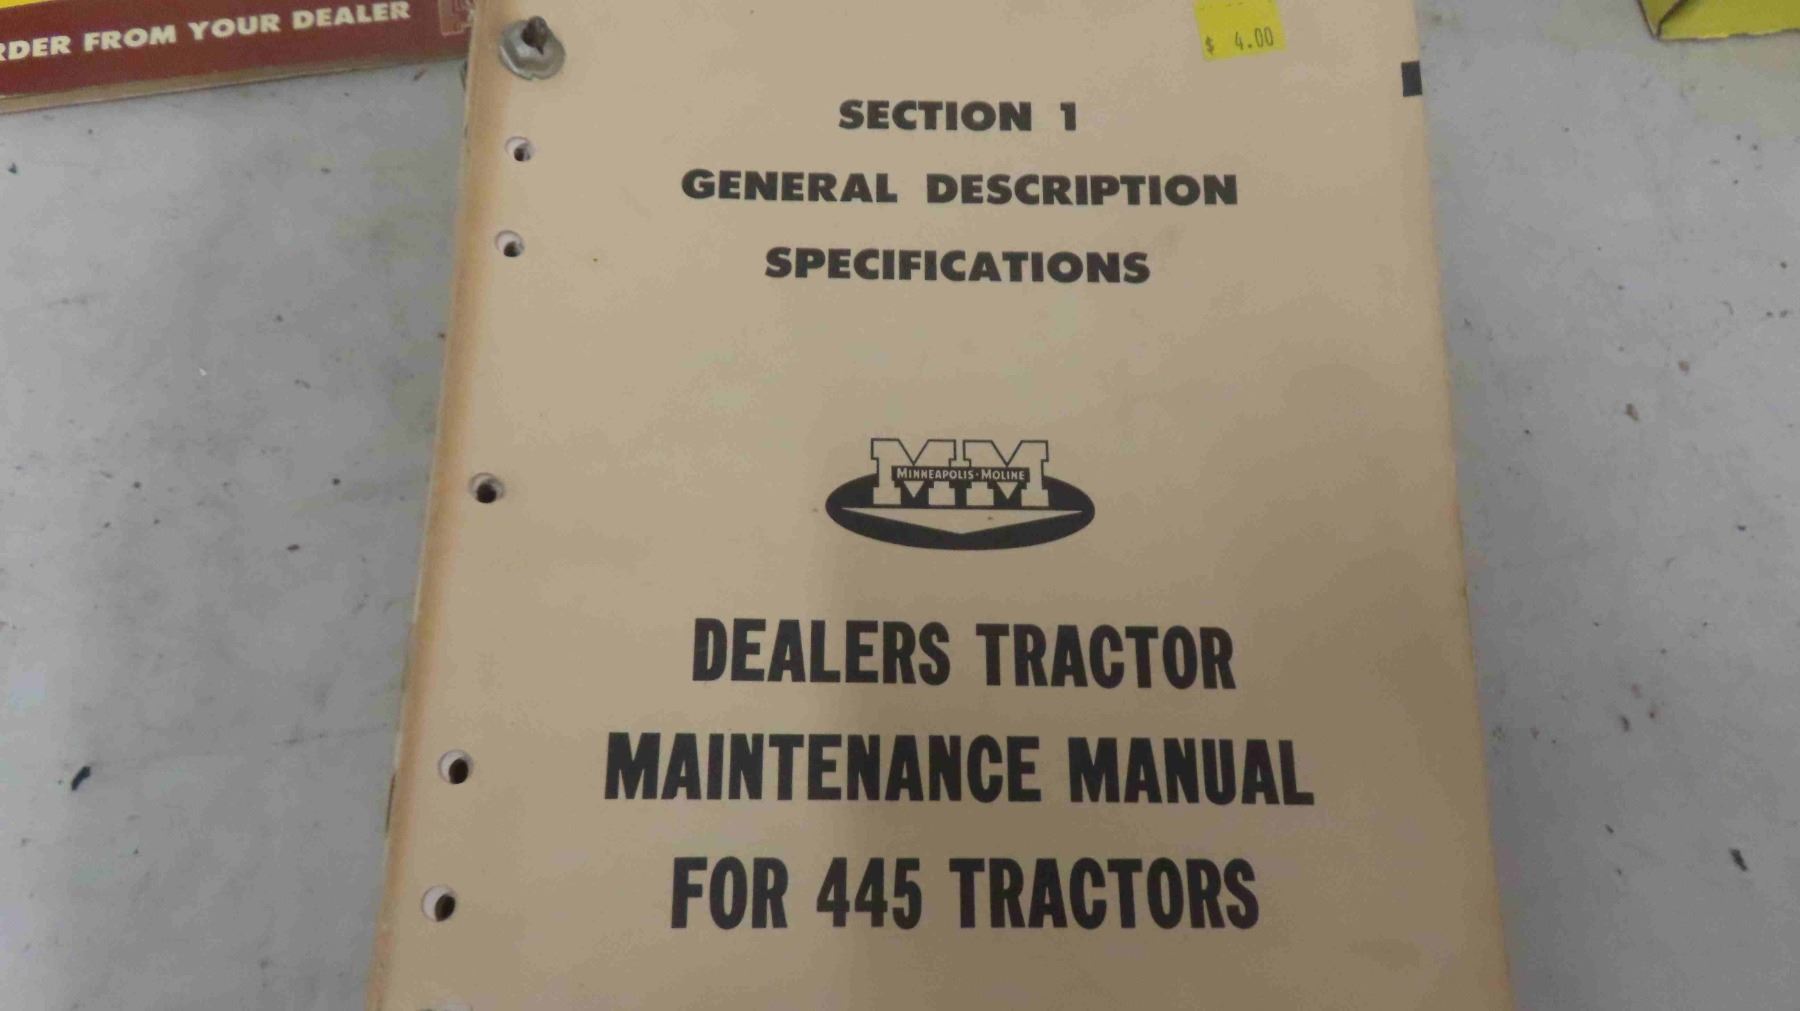 RDER FROM YOUR DEALER
$ 4.00
SECTION 1
GENERAL DESCRIPTION
SPECIFICATIONS
MM
MINNEAPOLIS-MOLINE
DEALERS TRACTOR
MAINTENANCE MANUAL
FOR 445 TRACTORS